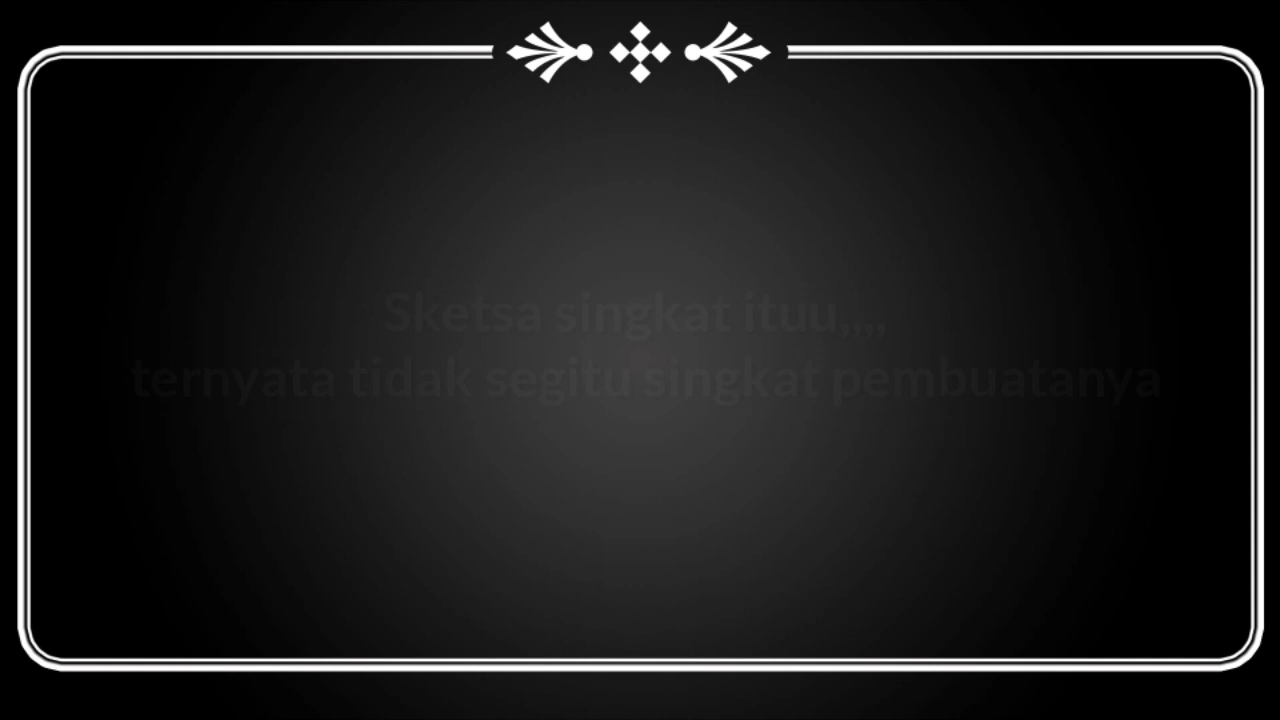 Sketsa singkat ituu,,,,
ternyata tidak segitu singkat pembuatanya